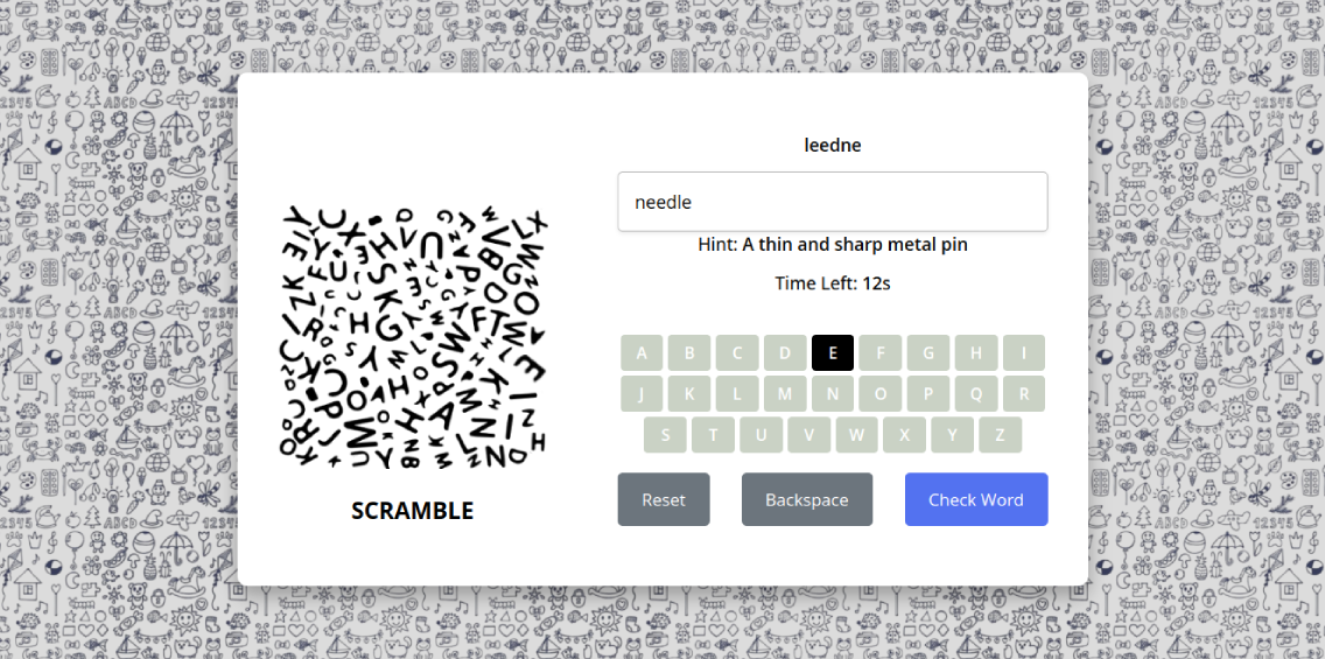 leedne
needle
Hint: A thin and sharp metal pin
Time Left: 12s
A B C D E F G H I
J K L M N O P Q R
S T U V W X Y Z
Reset Backspace Check Word
SCRAMBLE